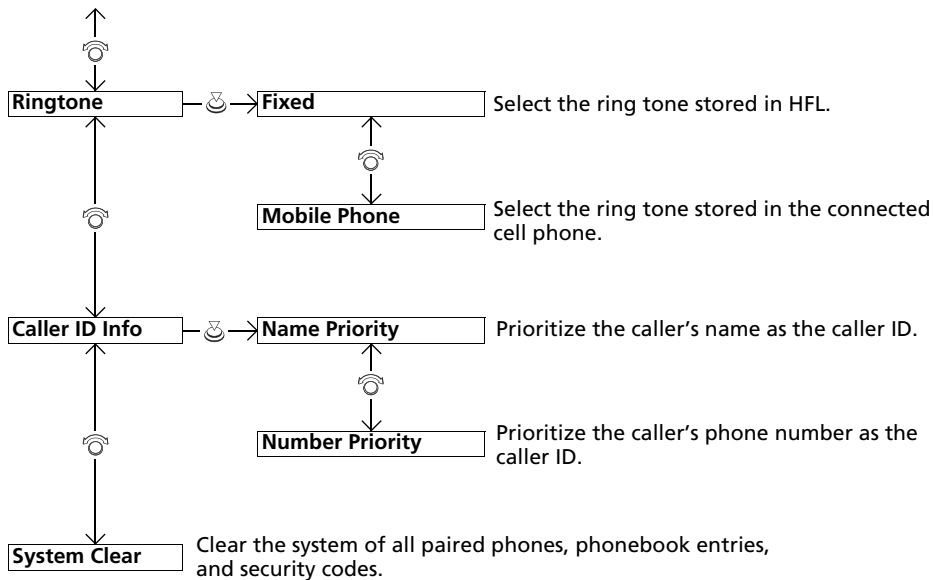 Ringtone
Fixed
Select the ring tone stored in HFL.
Mobile Phone
Select the ring tone stored in the connected
cell phone.
Caller ID Info
Name Priority
Prioritize the caller’s name as the caller ID.
Number Priority
Prioritize the caller’s phone number as the
caller ID.
System Clear
Clear the system of all paired phones, phonebook entries,
and security codes.